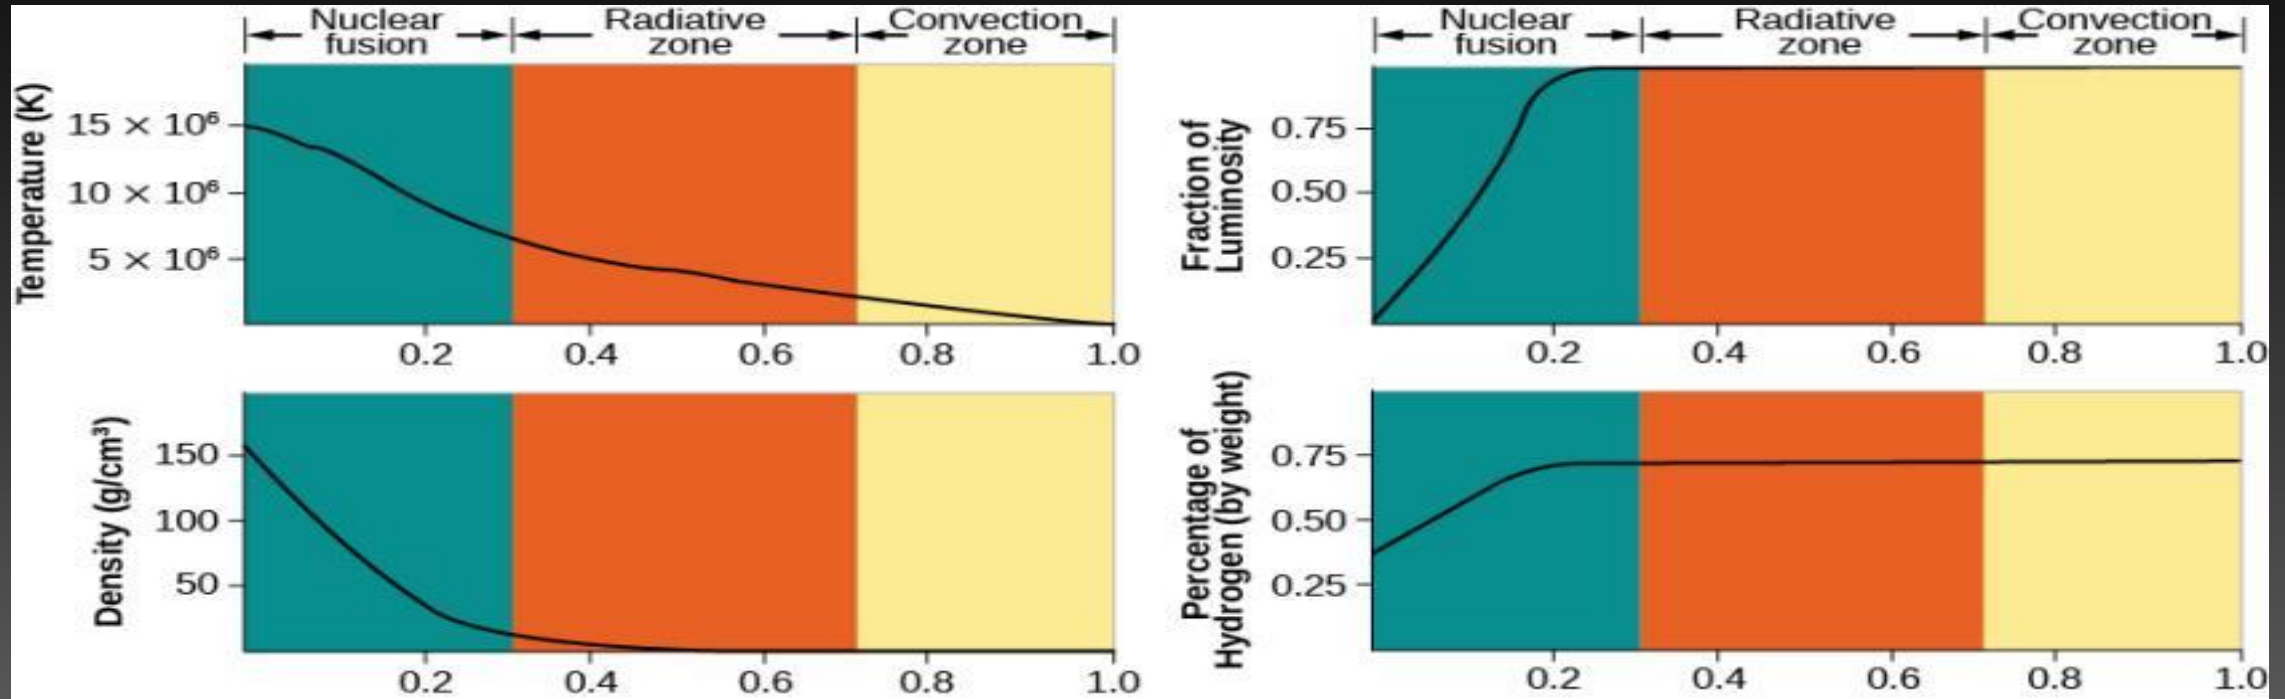 Nuclear
fusion
Radiative
zone
Convection
zone
Temperature (K)
15 × 10⁶
10 × 10⁶
5 × 10⁶
0.2 0.4 0.6 0.8 1.0
Density (g/cm³)
150
100
50
0.2 0.4 0.6 0.8 1.0
Nuclear
fusion
Radiative
zone
Convection
zone
Fraction of
Luminosity
0.75
0.50
0.25
0.2 0.4 0.6 0.8 1.0
Percentage of
Hydrogen (by weight)
0.75
0.50
0.25
0.2 0.4 0.6 0.8 1.0